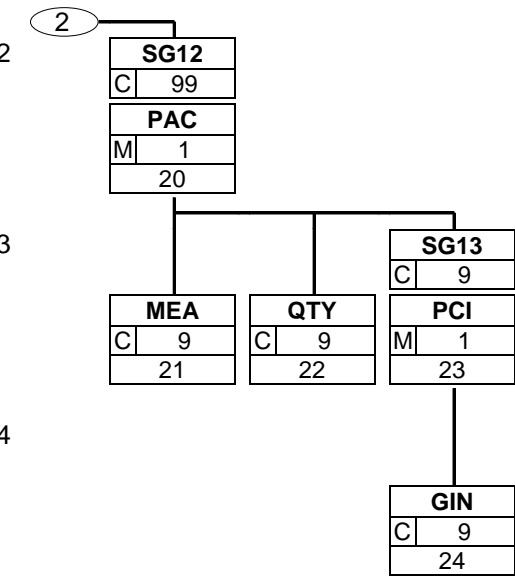 2
2
SG12
C 99
PAC
M 1
20
3
SG13
C 9
MEA QTY PCI
C 9 C 9 M 1
21 22 23
4
GIN
C 9
24